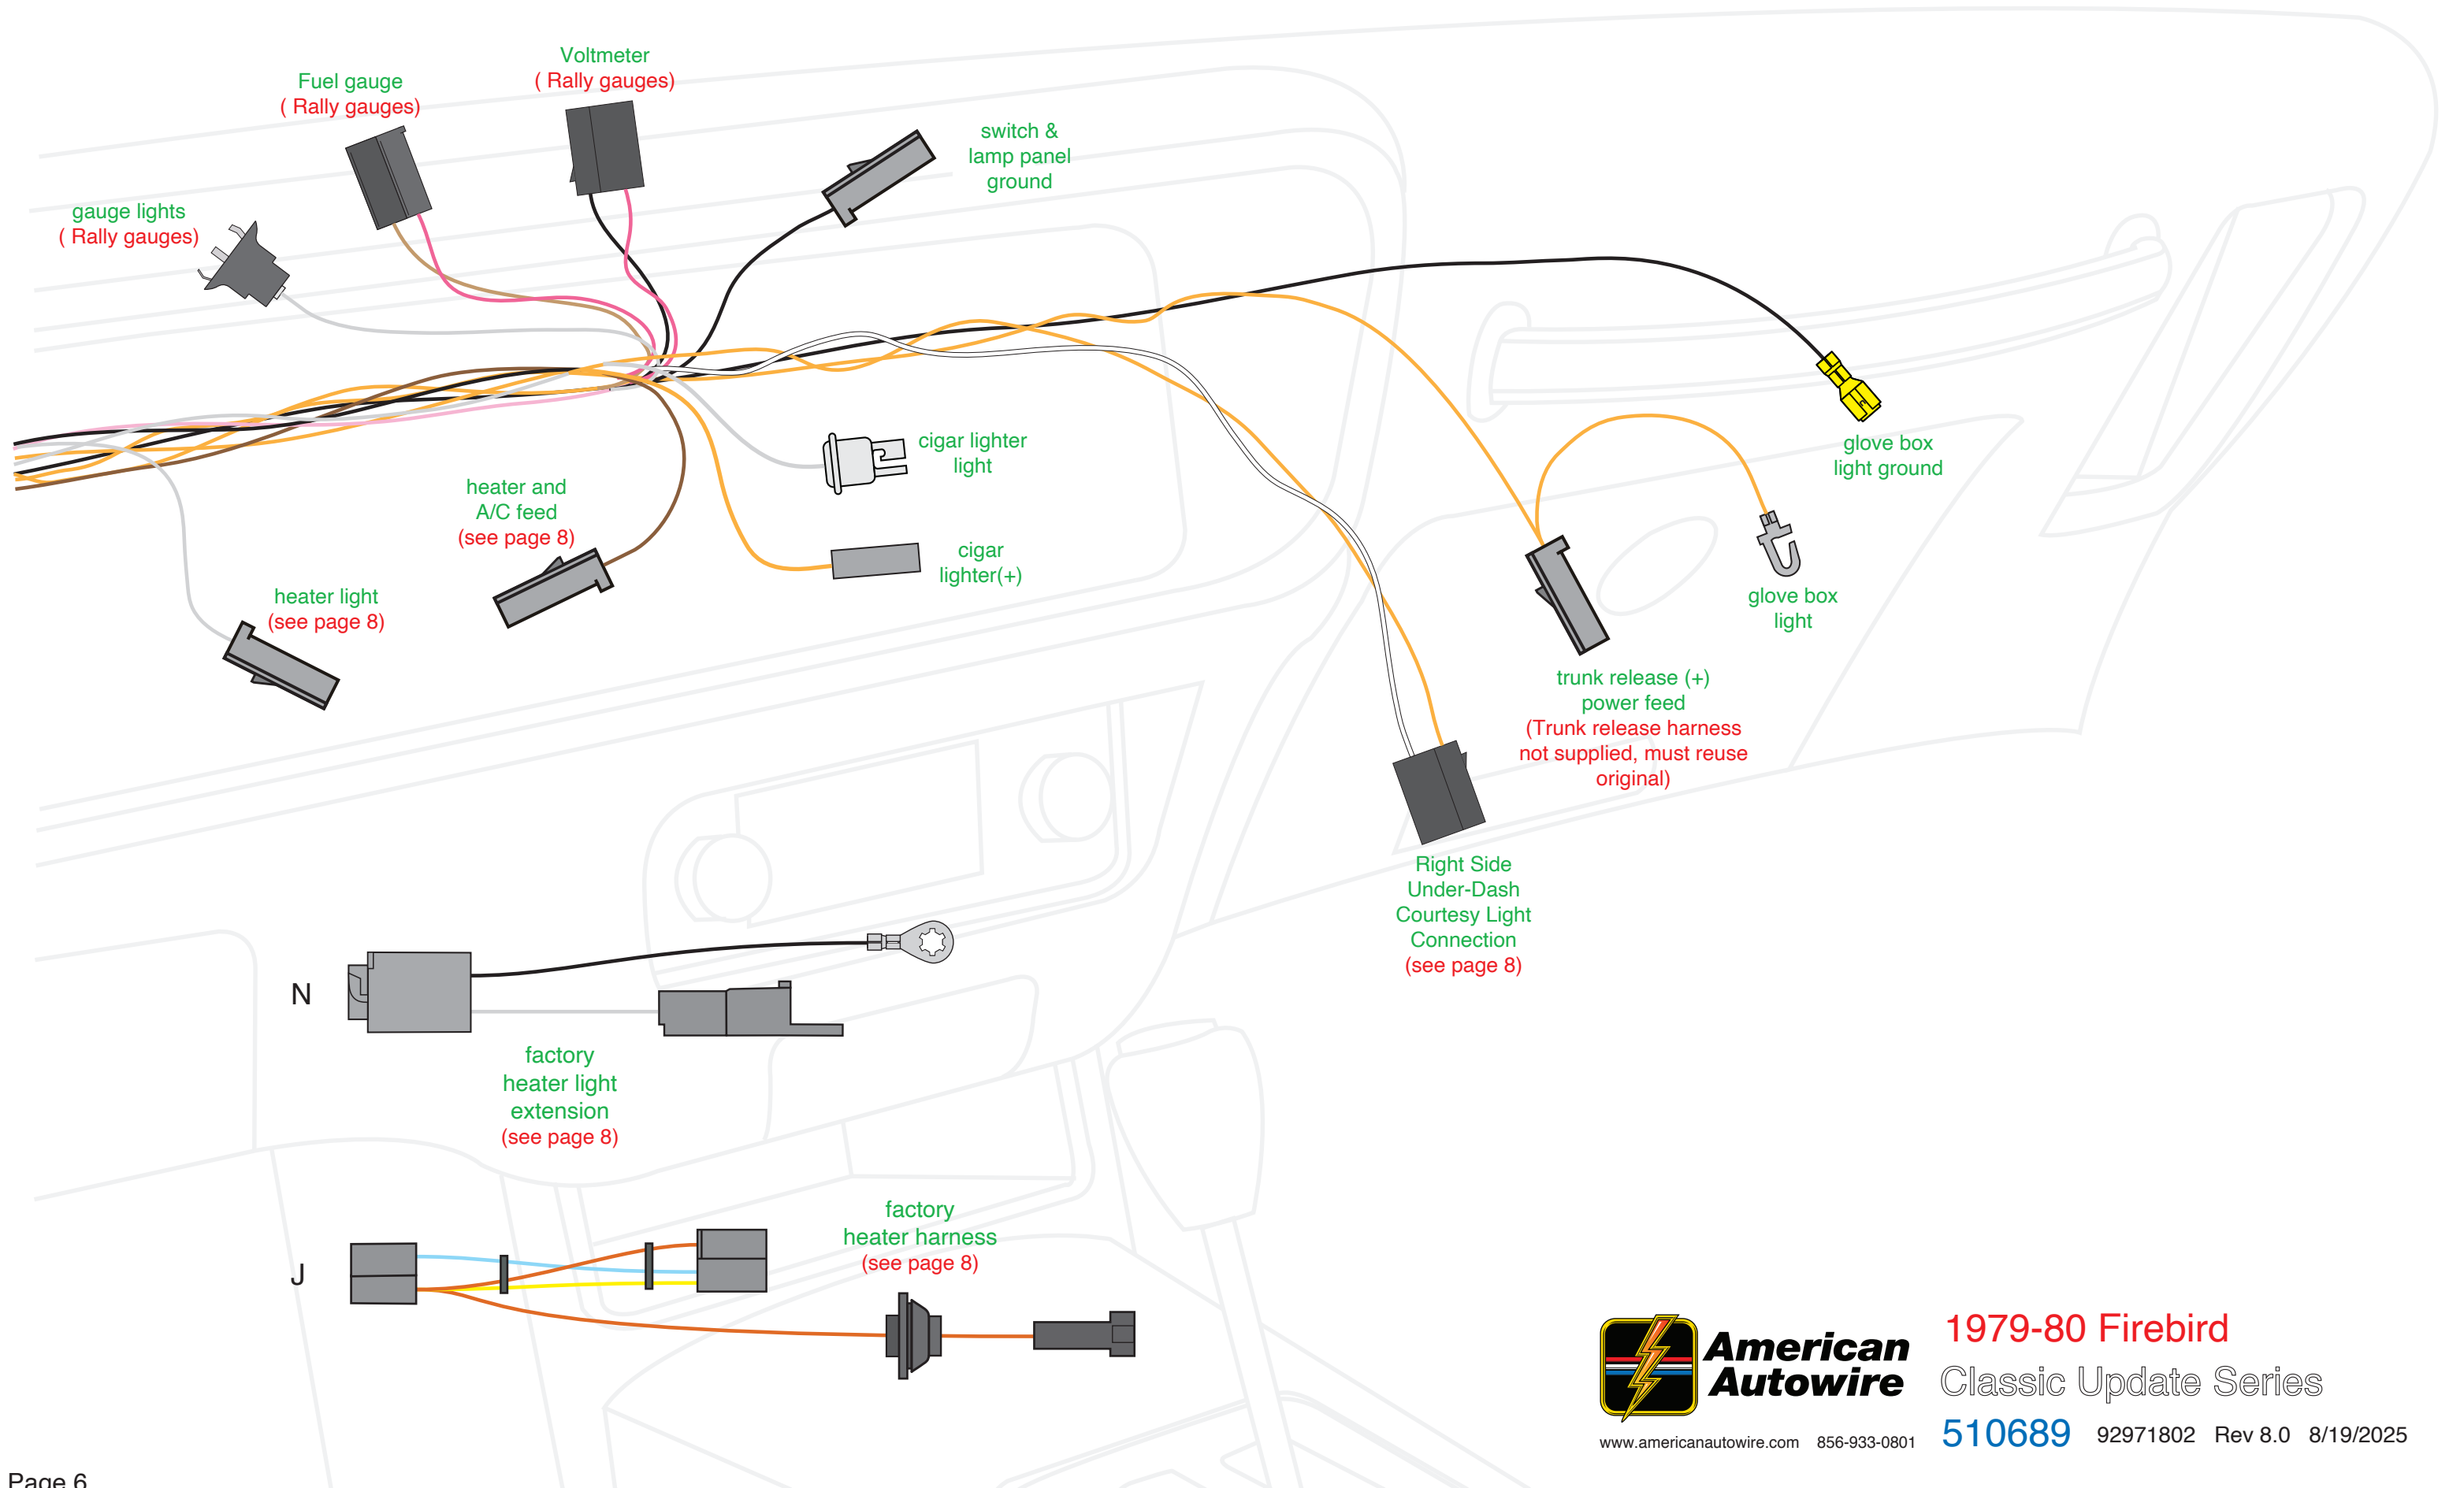 Voltmeter
( Rally gauges)
Fuel gauge
( Rally gauges)
switch &
lamp panel
ground
gauge lights
( Rally gauges)
cigar lighter
light
glove box
light ground
heater and
A/C feed
(see page 8)
cigar
lighter(+)
heater light
(see page 8)
glove box
light
trunk release (+)
power feed
(Trunk release harness
not supplied, must reuse
original)
Right Side
Under-Dash
Courtesy Light
Connection
(see page 8)
N
factory
heater light
extension
(see page 8)
factory
heater harness
(see page 8)
J
American
Autowire
www.americanautowire.com 856-933-0801
1979-80 Firebird
Classic Update Series
510689 92971802 Rev 8.0 8/19/2025
Page 6